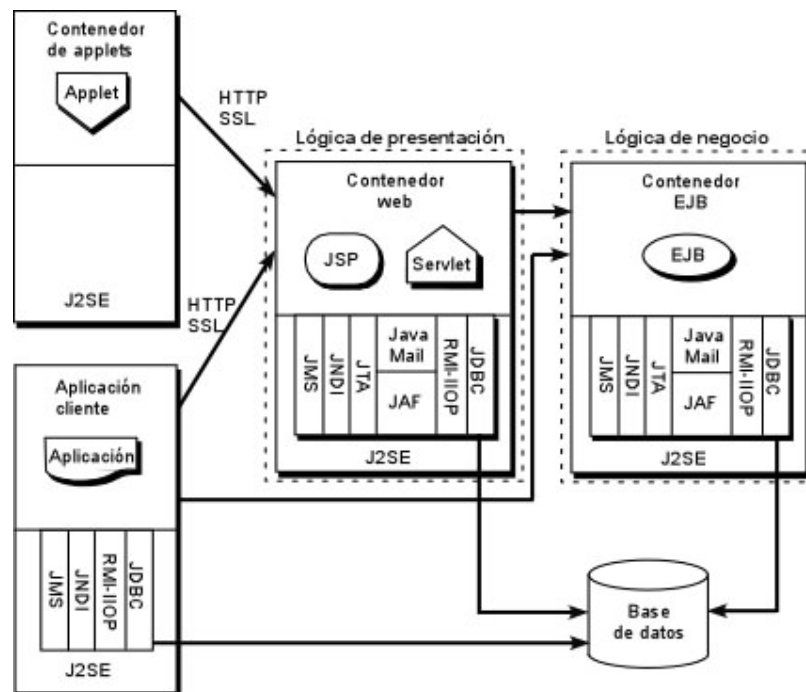 Contenedor
de applets
Applet
J2SE
HTTP
SSL
HTTP
SSL
Aplicación
cliente
Aplicación
JMS
JNDI
RMI-IIOP
JDBC
J2SE
Lógica de presentación
Contenedor
web
JSP
Servlet
JMS
JNDI
JTA
Java
Mail
JAF
RMI-IIOP
JDBC
J2SE
Lógica de negocio
Contenedor
EJB
EJB
JMS
JNDI
JTA
Java
Mail
JAF
RMI-IIOP
JDBC
J2SE
Base
de datos